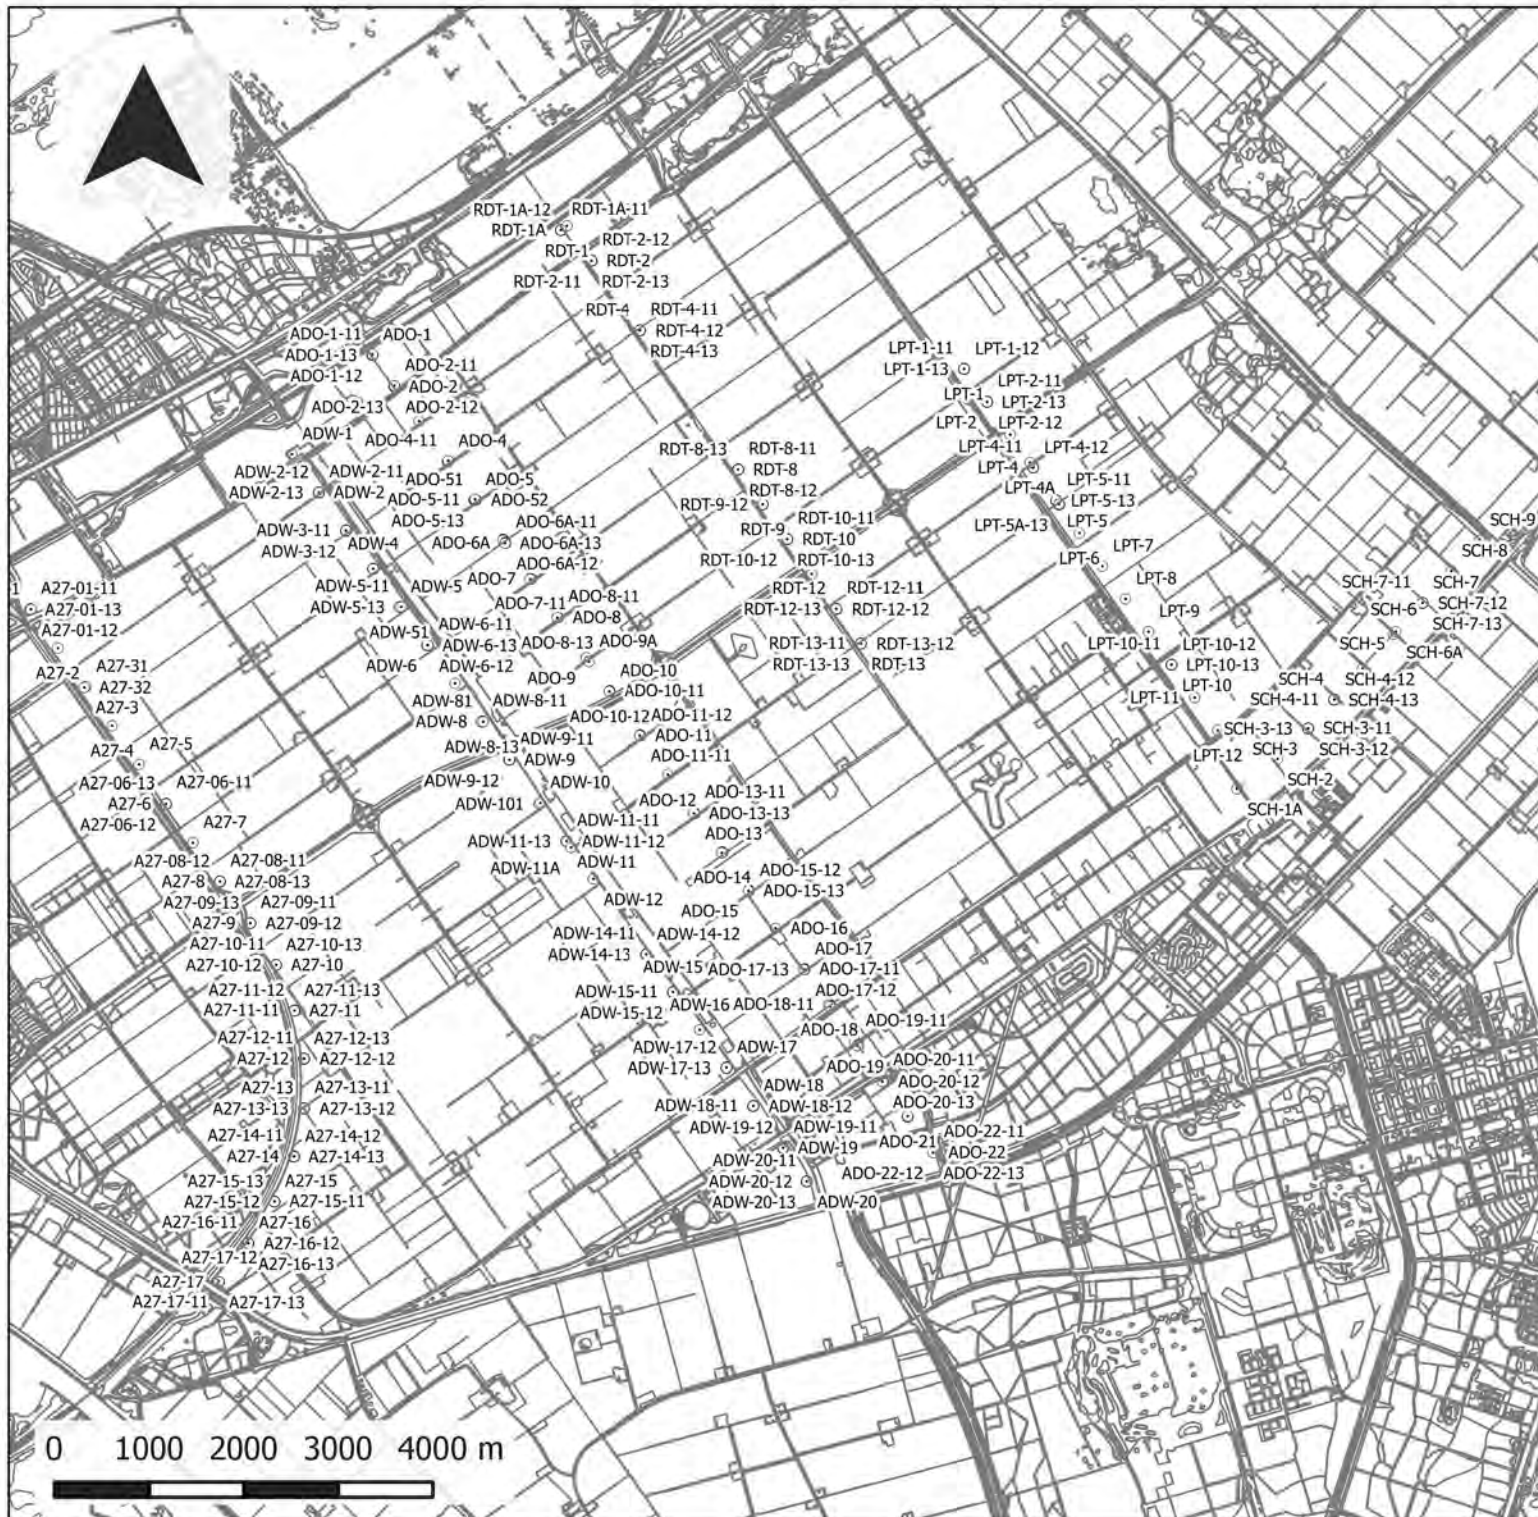 RDT-1A-12 RDT-1A-11
RDT-1A
RDT-2-12
RDT-1 RDT-2
RDT-2-11 RDT-2-13
RDT-4 RDT-4-11
RDT-4-12
RDT-4-13
ADO-1-11 ADO-1
ADO-1-13
ADO-1-12
ADO-2-11
ADO-2
ADO-2-13 ADO-2-12
LPT-1-11 LPT-1-12
LPT-1-13
LPT-2-11
LPT-1 LPT-2-13
LPT-2 LPT-2-12
LPT-4-11 LPT-4-12
LPT-4
LPT-4A LPT-5-11
LPT-5-13
LPT-5A-13 LPT-5
LPT-6 LPT-7
LPT-8
LPT-9
LPT-10-11 LPT-10-12
LPT-10-13
LPT-11 LPT-10
LPT-12
ADW-1 ADO-4-11 ADO-4
ADW-2-12 ADW-2-11 ADO-51
ADW-2-13 ADW-2 ADO-5-11 ADO-5
ADO-52
ADW-3-11 ADO-5-13
ADW-3-12 ADW-4 ADO-6A-11
ADO-6A ADO-6A-13
ADO-6A-12
ADW-5-11 ADW-5 ADO-7
ADW-5-13 ADO-7-11 ADO-8-11
ADO-8
ADW-51 ADW-6-11
ADW-6-13 ADO-8-13 ADO-9A
ADW-6 ADW-6-12 ADO-9 ADO-10
RDT-8-13 RDT-8-11
RDT-8
RDT-8-12
RDT-9-12
RDT-9 RDT-10-11
RDT-10
RDT-10-12 RDT-10-13
RDT-12 RDT-12-11
RDT-12-13 RDT-12-12
RDT-13-11 RDT-13-12
RDT-13-13 RDT-13
SCH-9
SCH-8
SCH-7-11 SCH-7
SCH-6 SCH-7-12
SCH-7-13
SCH-5 SCH-6A
SCH-4 SCH-4-12
SCH-4-11 SCH-4-13
SCH-3-13 SCH-3-11
SCH-3 SCH-3-12
SCH-2
SCH-1A
1 A27-01-11
A27-01-13
A27-01-12
A27-2 A27-31
A27-32
A27-3
A27-4 A27-5
A27-06-13 A27-06-11
A27-6
A27-06-12 A27-7
A27-08-12 A27-08-11
A27-8 A27-08-13
A27-09-13 A27-09-11
A27-9 A27-09-12
A27-10-11 A27-10-13
A27-10-12 A27-10
A27-11-12 A27-11-13
A27-11-11 A27-11
A27-12-11 A27-12-13
A27-12 A27-12-12
A27-13 A27-13-11
A27-13-13 A27-13-12
A27-14-11 A27-14-12
A27-14 A27-14-13
A27-15-13 A27-15
A27-15-12 A27-15-11
A27-16-11 A27-16
A27-17-12 A27-16-12
A27-16-13
A27-17
A27-17-11 A27-17-13
ADW-81 ADW-8-11 ADO-10-11
ADW-8 ADO-10-12 ADO-11-12
ADW-8-13 ADW-9-11 ADO-11
ADW-9 ADO-11-11
ADW-9-12 ADW-10
ADW-101 ADO-12 ADO-13-11
ADW-11-11 ADO-13-13
ADW-11-13 ADW-11-12 ADO-13
ADW-11A ADW-11
ADO-14 ADO-15-12
ADW-12 ADO-15-13
ADO-15
ADW-14-11 ADW-14-12 ADO-16
ADW-14-13 ADO-17
ADW-15 ADO-17-13 ADO-17-11
ADW-15-11 ADO-17-12
ADW-15-12 ADW-16 ADO-18-11
ADO-19-11
ADO-18
ADW-17-12 ADW-17
ADW-17-13 ADO-19 ADO-20-11
ADW-18 ADO-20-12
ADW-18-11 ADW-18-12 ADO-20-13
ADW-19-12 ADW-19-11
ADW-19 ADO-21 ADO-22-11
ADW-20-11 ADO-22
ADW-20-12 ADO-22-12 ADO-22-13
ADW-20-13 ADW-20
0 1000 2000 3000 4000 m